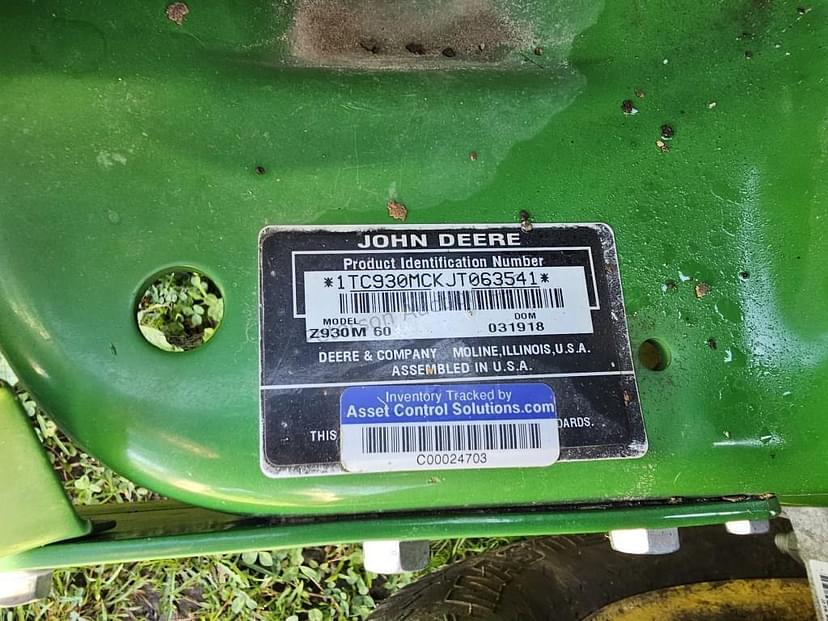 JOHN DEERE
Product Identification Number
*1TC930MCKJT063541*
MODEL DOM
Z930M 60 031918
DEERE & COMPANY MOLINE, ILLINOIS, U.S.A.
ASSEMBLED IN U.S.A.
Inventory Tracked by
Asset Control Solutions.com
THIS
C00024703